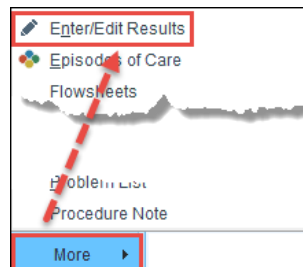 Enter/Edit Results
Episodes of Care
Flowsheets
Problem List
Procedure Note
More